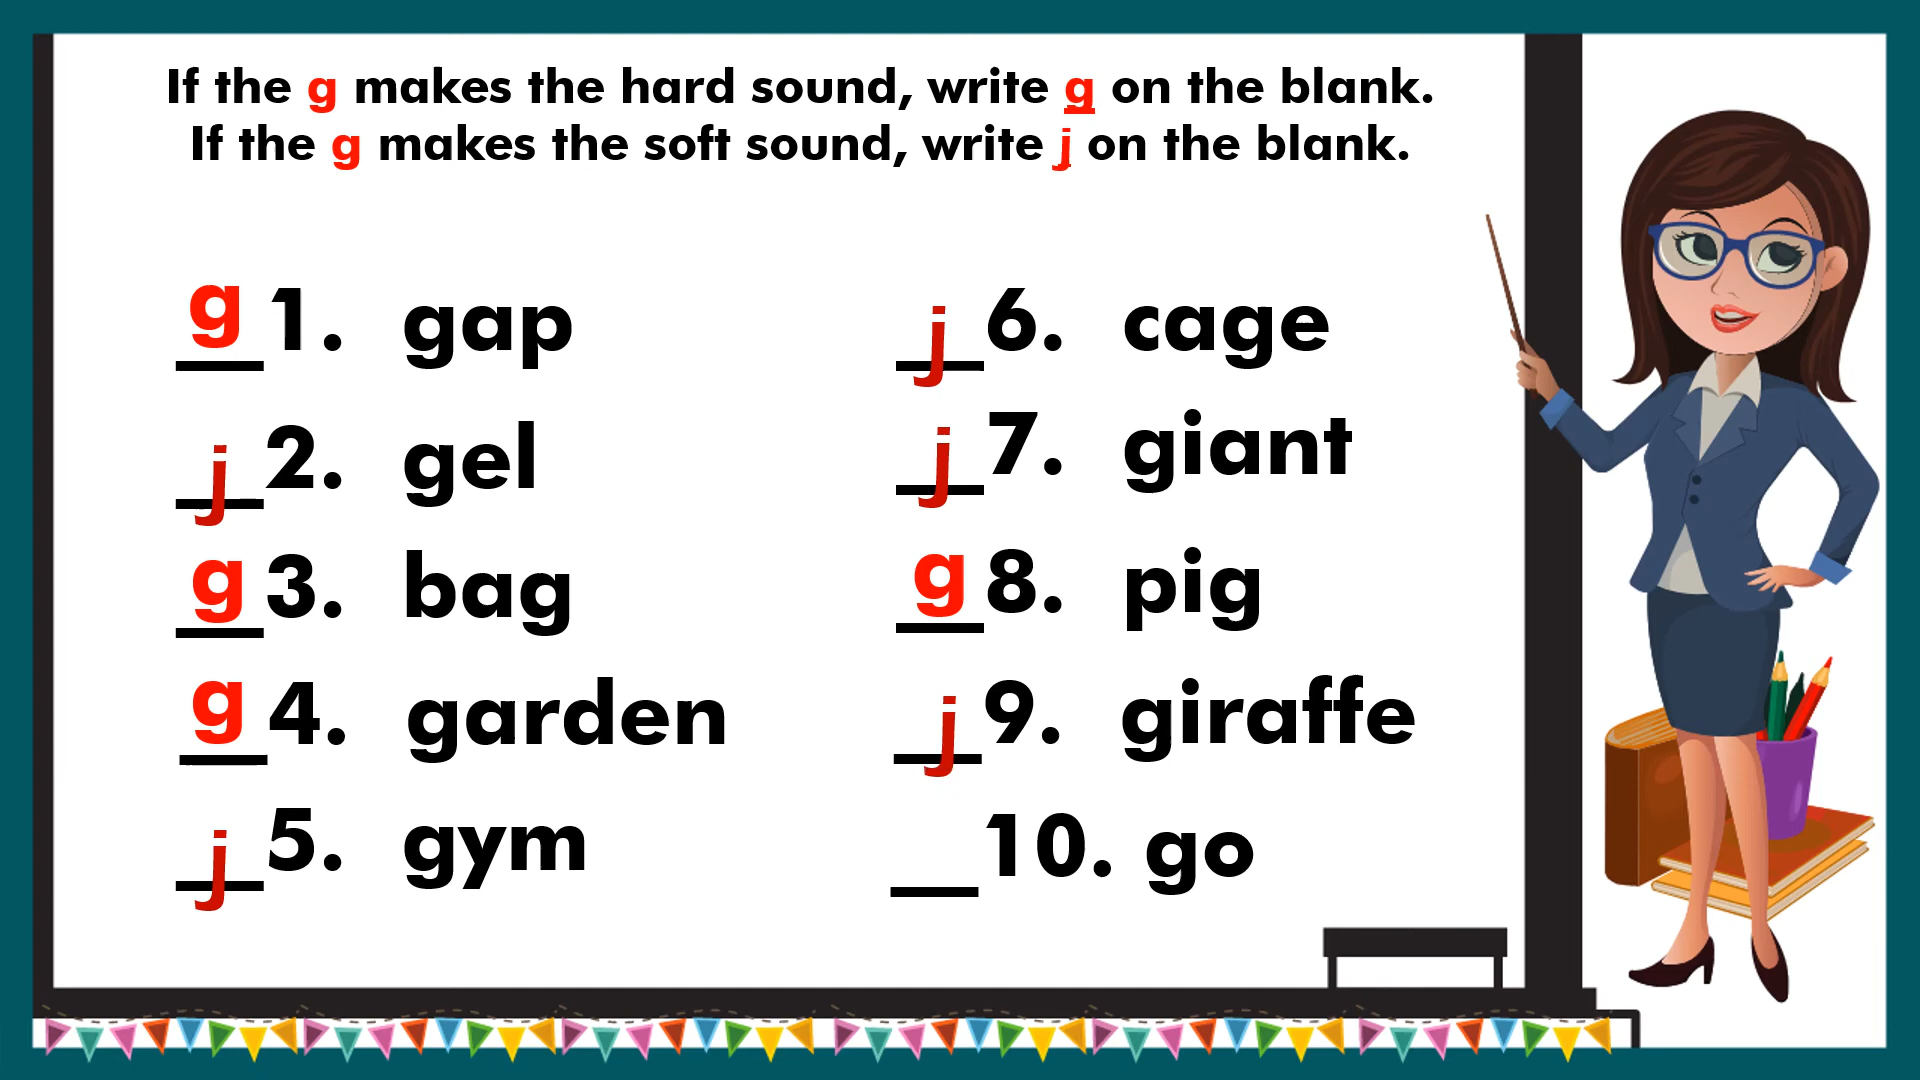 If the g makes the hard sound, write g on the blank.
If the g makes the soft sound, write j on the blank.
g 1. gap
j 2. gel
g 3. bag
g 4. garden
j 5. gym
j 6. cage
j 7. giant
g 8. pig
j 9. giraffe
__10. go